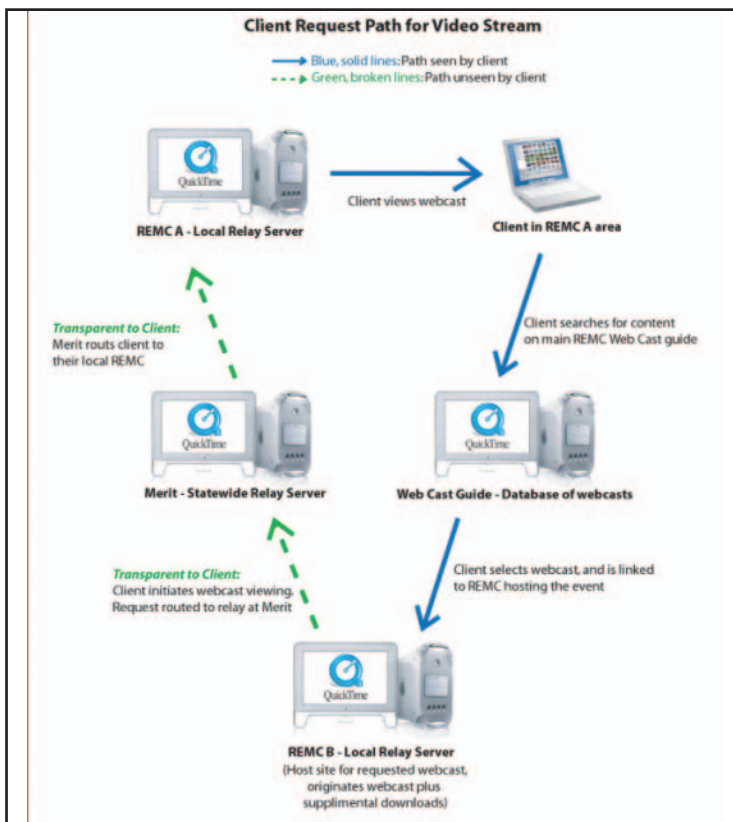 Client Request Path for Video Stream
Blue, solid lines: Path seen by client
Green, broken lines: Path unseen by client
QuickTime
Client views webcast
REMC A - Local Relay Server
Client in REMC A area
Transparent to Client:
Merit routs client to
their local REMC
Client searches for content
on main REMC Web Cast guide
QuickTime
QuickTime
Merit - Statewide Relay Server
Web Cast Guide - Database of webcasts
Transparent to Client:
Client initiates webcast viewing.
Request routed to relay at Merit
Client selects webcast, and is linked
to REMC hosting the event
QuickTime
REMC B - Local Relay Server
(Host site for requested webcast,
originates webcast plus
supplimental downloads)